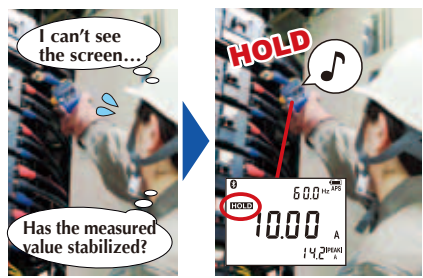 I can't see
the screen...
Has the measured
value stabilized?
HOLD
60.0 Hz APS
HOLD
10.00 A
14.2 PEAK A